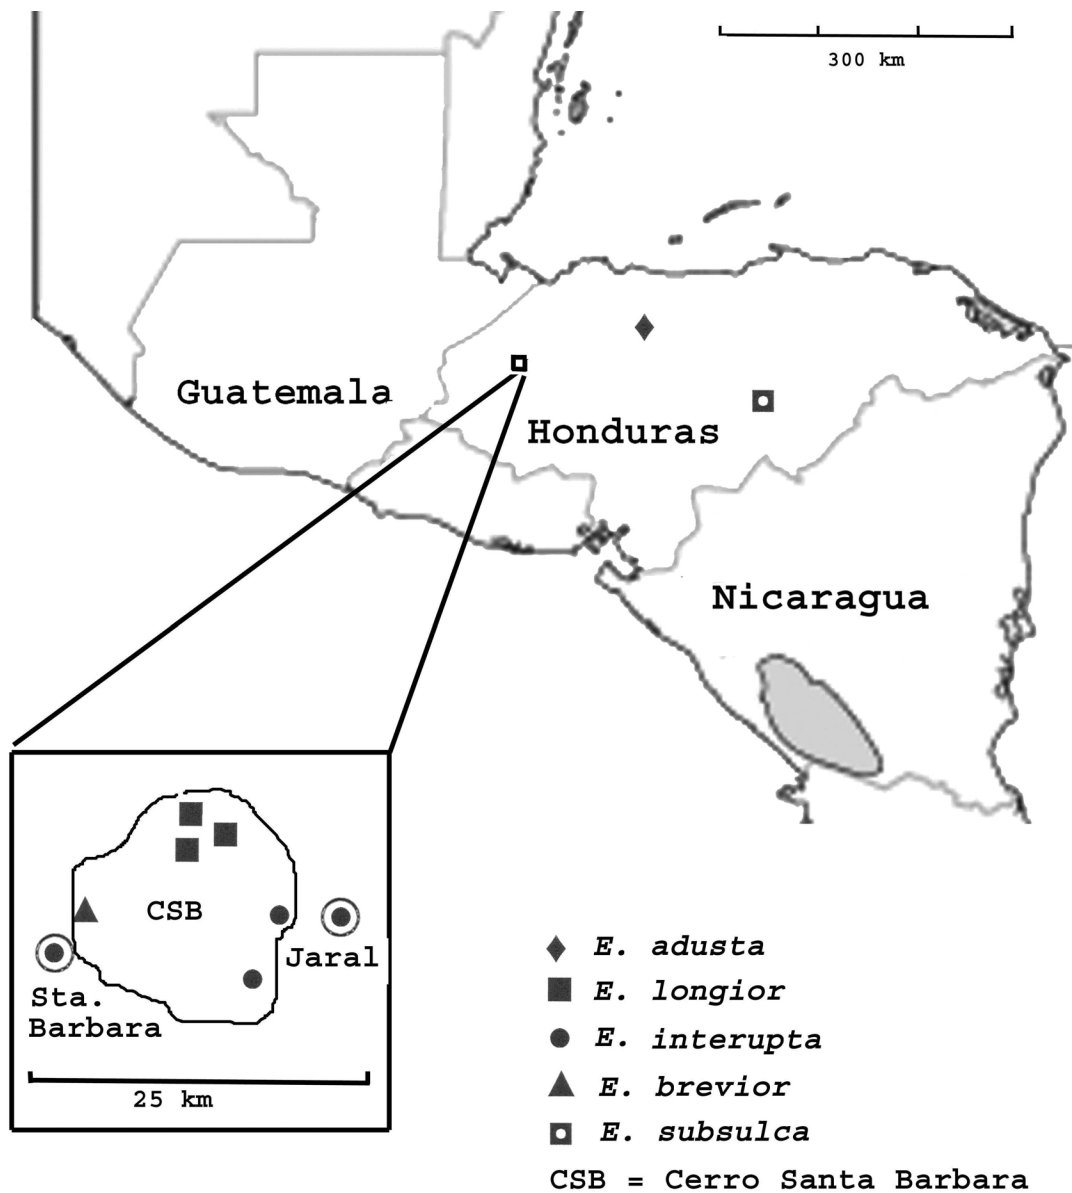 300 km
Guatemala
Honduras
Nicaragua
CSB
Jaral
Sta.
Barbara
25 km
E. adusta
E. longior
E. interupta
E. brevior
E. subsulca
CSB = Cerro Santa Barbara